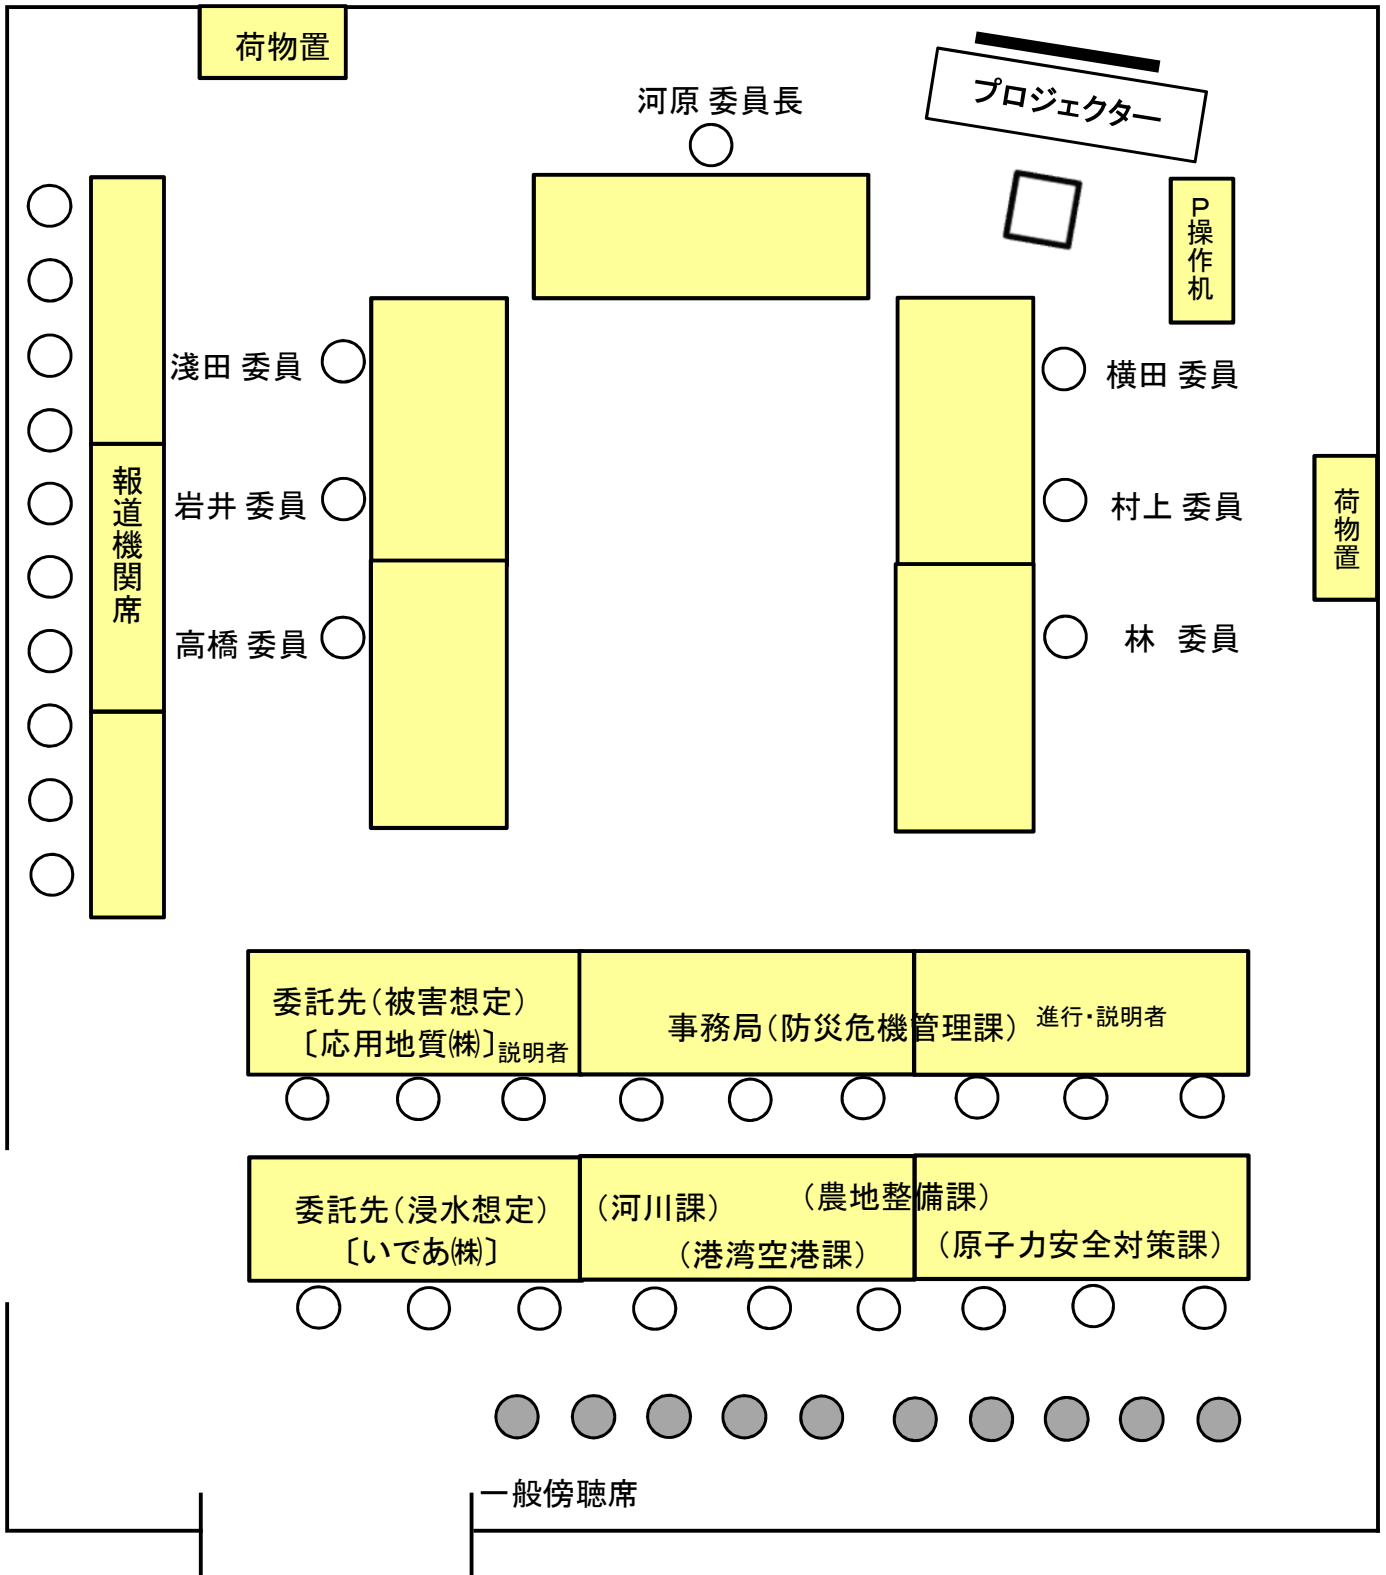 荷物置
プロジェクター
河原 委員長
P操作机
淺田 委員
横田 委員
報道機関席
岩井 委員
村上 委員
荷物置
高橋 委員
林 委員
委託先(被害想定)
〔応用地質㈱〕説明者
事務局(防災危機管理課)
進行・説明者
委託先(浸水想定)
〔いであ㈱〕
(河川課)
(農地整備課)
(港湾空港課)
(原子力安全対策課)
一般傍聴席